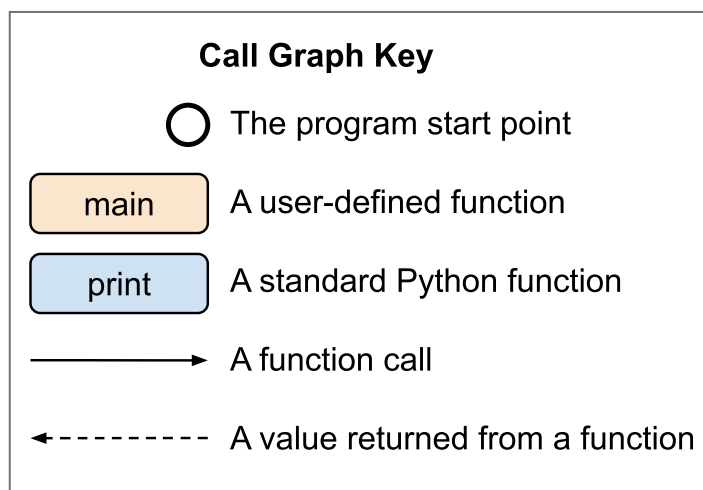 Call Graph Key
The program start point
main A user-defined function
print A standard Python function
A function call
A value returned from a function